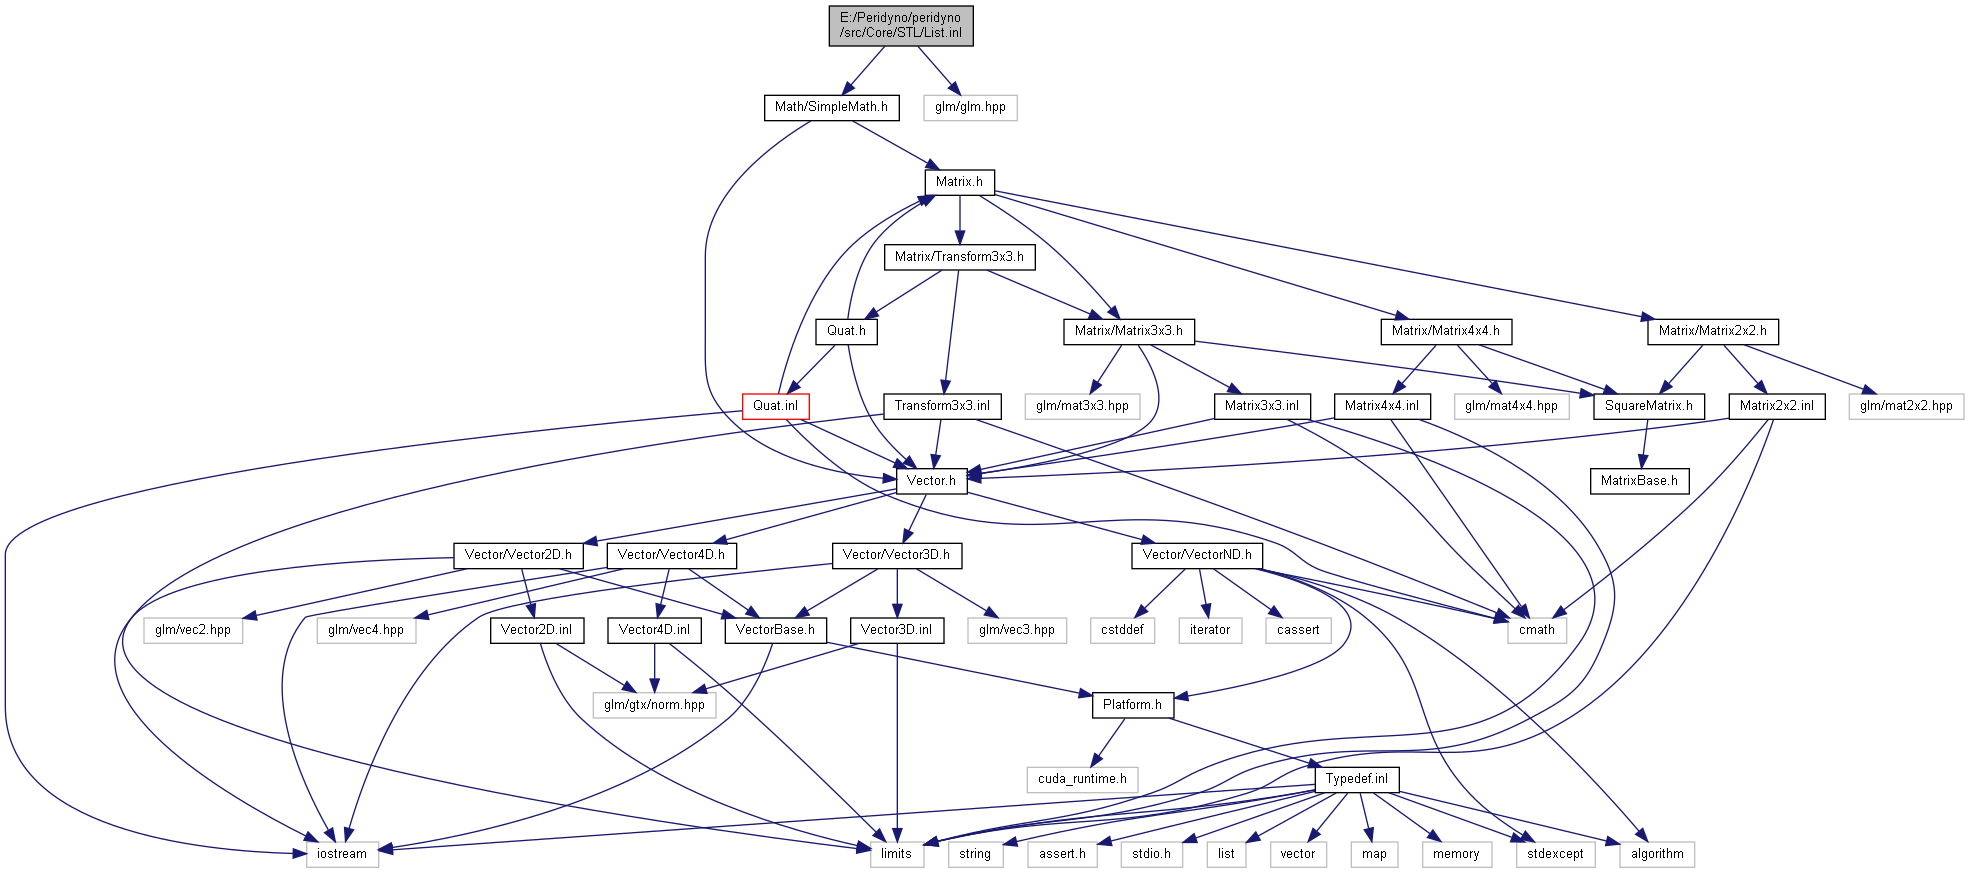 E:/Peridyno/peridyno
/src/Core/STL/List.inl
Math/SimpleMath.h
glm/glm.hpp
Matrix.h
Matrix/Transform3x3.h
Quat.h
Matrix/Matrix3x3.h
Matrix/Matrix4x4.h
Matrix/Matrix2x2.h
Quat.inl
Transform3x3.inl
glm/mat3x3.hpp
Matrix3x3.inl
Matrix4x4.inl
glm/mat4x4.hpp
SquareMatrix.h
Matrix2x2.inl
glm/mat2x2.hpp
Vector.h
MatrixBase.h
Vector/Vector2D.h
Vector/Vector4D.h
Vector/Vector3D.h
Vector/VectorND.h
glm/vec2.hpp
glm/vec4.hpp
Vector2D.inl
Vector4D.inl
VectorBase.h
Vector3D.inl
glm/vec3.hpp
cstddef
iterator
cassert
cmath
glm/gtx/norm.hpp
Platform.h
cuda_runtime.h
Typedef.inl
iostream
limits
string
assert.h
stdio.h
list
vector
map
memory
stdexcept
algorithm